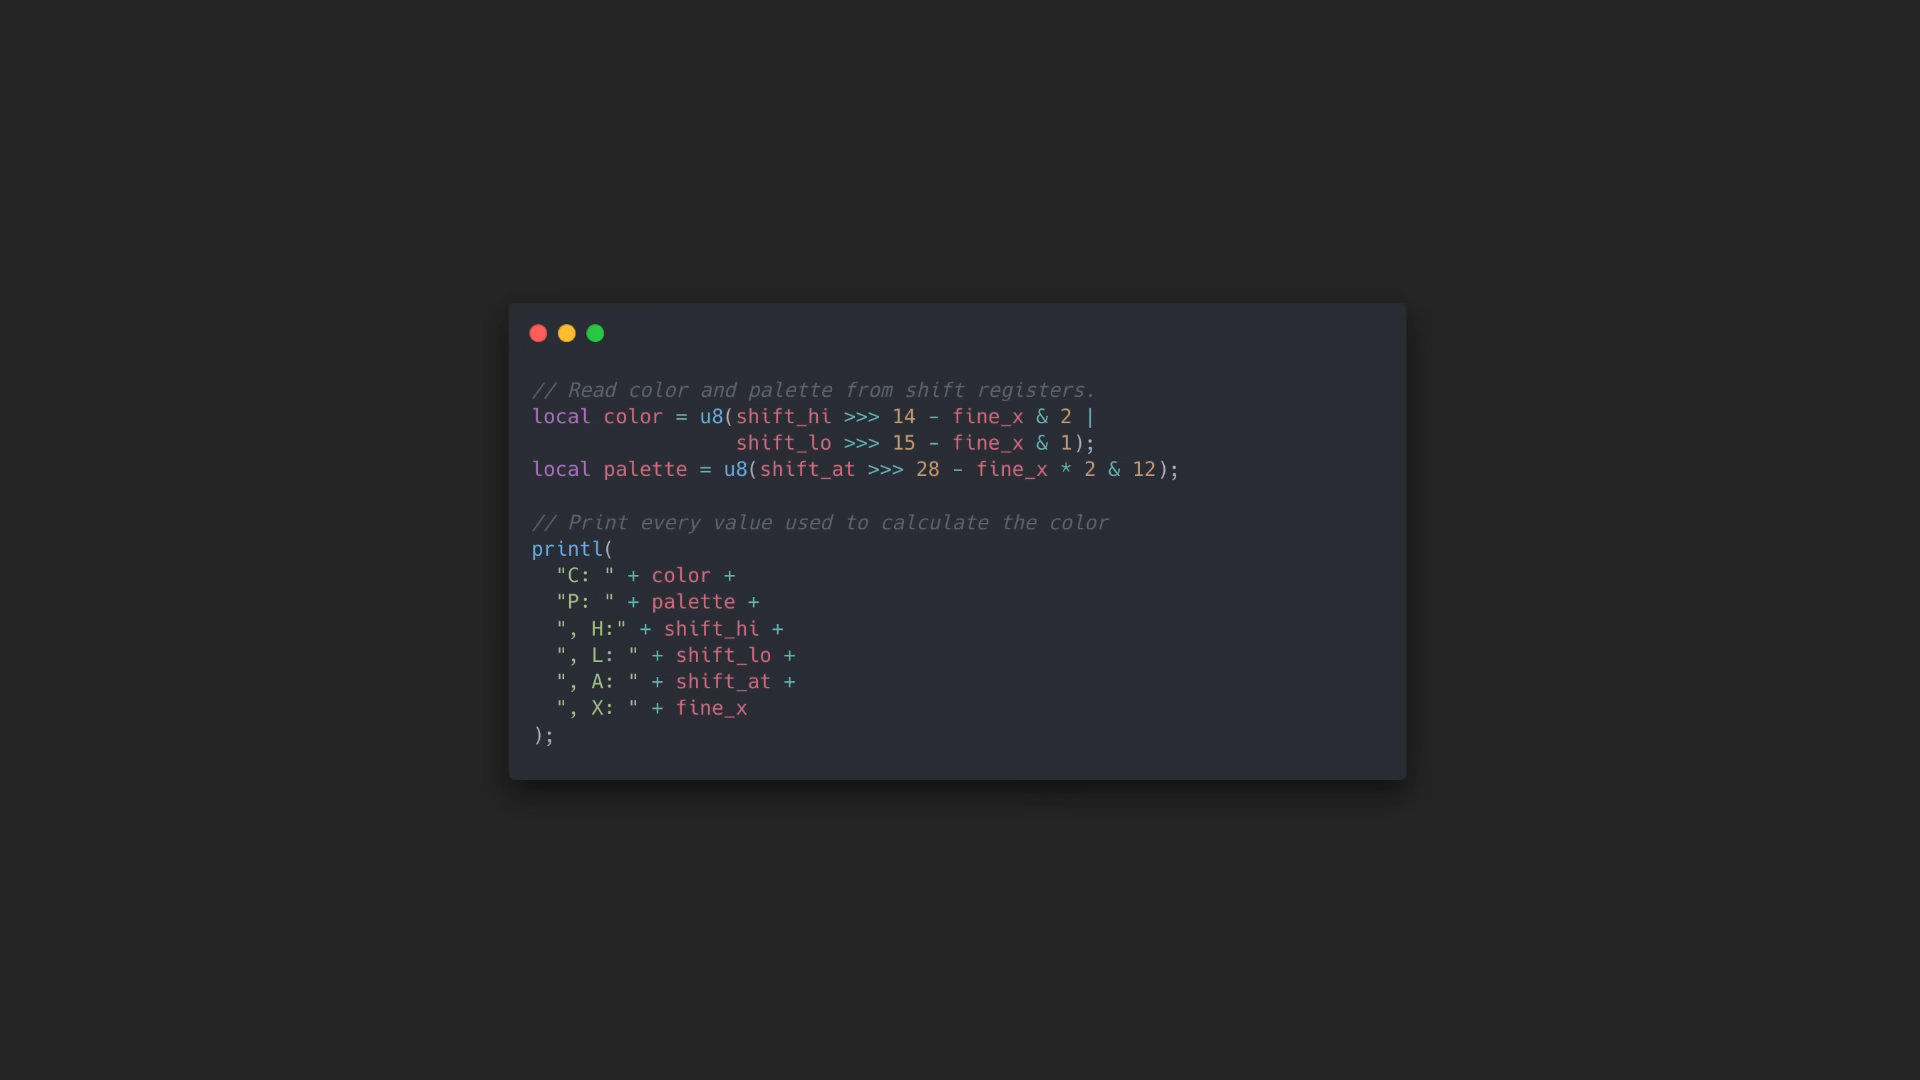 // Read color and palette from shift registers.
local color = u8(shift_hi >>> 14 - fine_x & 2 |
                 shift_lo >>> 15 - fine_x & 1);
local palette = u8(shift_at >>> 28 - fine_x * 2 & 12);

// Print every value used to calculate the color
printl(
  "C: " + color +
  "P: " + palette +
  ", H:" + shift_hi +
  ", L: " + shift_lo +
  ", A: " + shift_at +
  ", X: " + fine_x
);